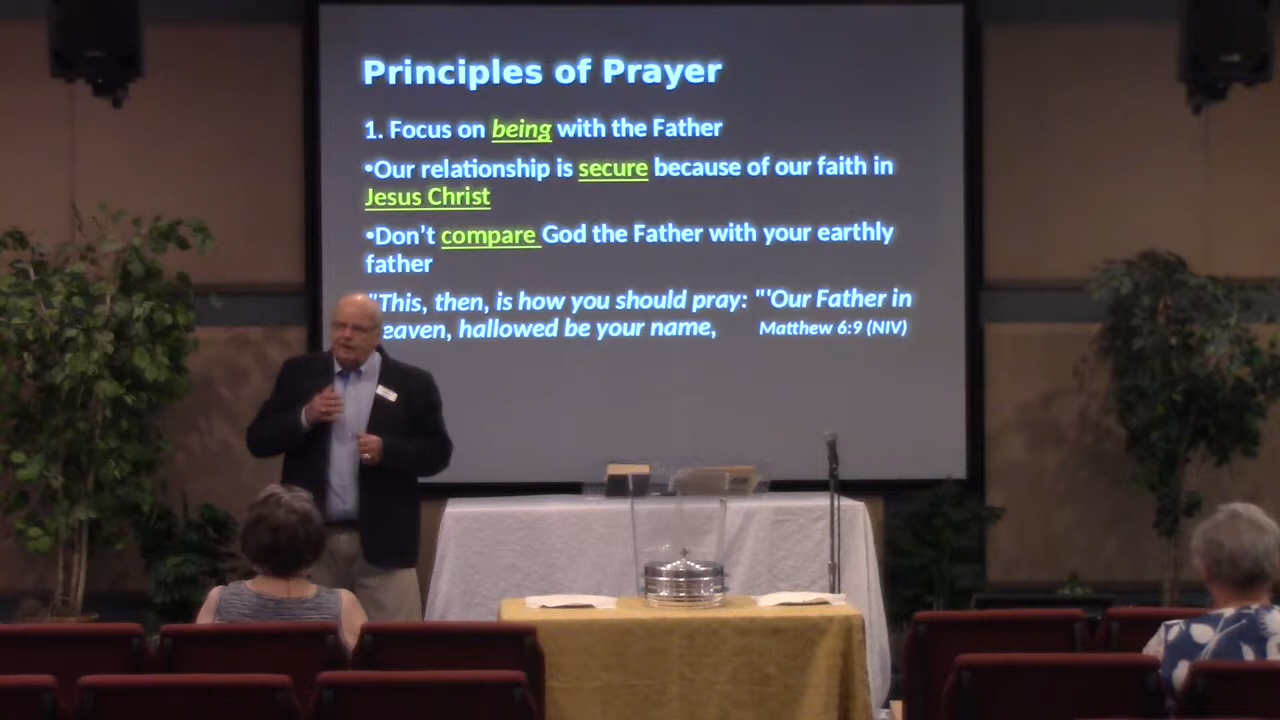 Principles of Prayer
1. Focus on being with the Father
•Our relationship is secure because of our faith in
Jesus Christ
•Don't compare God the Father with your earthly
father
"This, then, is how you should pray: "'Our Father in
eaven, hallowed be your name, Matthew 6:9 (NIV)